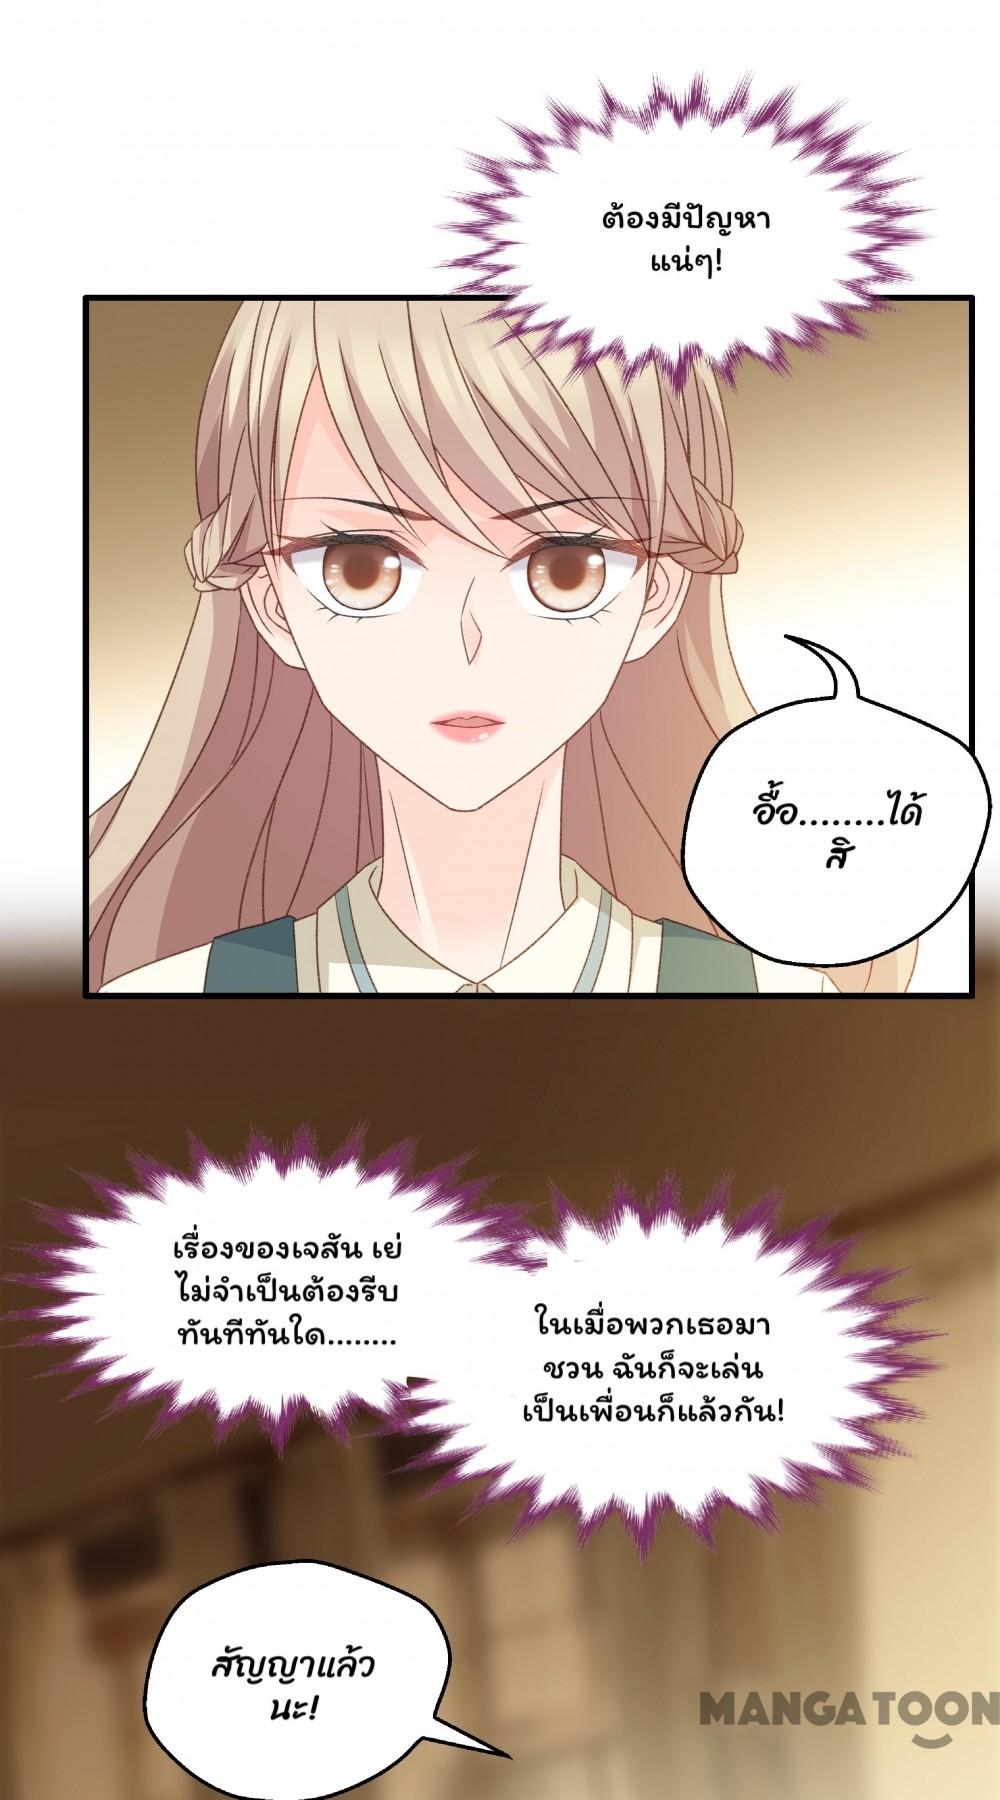 ต้องมีปัญหา
แน่ๆ!
อื้อ........ได้
สิ
เรื่องของเจสัน เย่
ไม่จำเป็นต้องรีบ
ทันทีทันใด........
ในเมื่อพวกเธอมา
ชวน ฉันก็จะเล่น
เป็นเพื่อนก็แล้วกัน!
สัญญาแล้ว
นะ!
MANGATOON